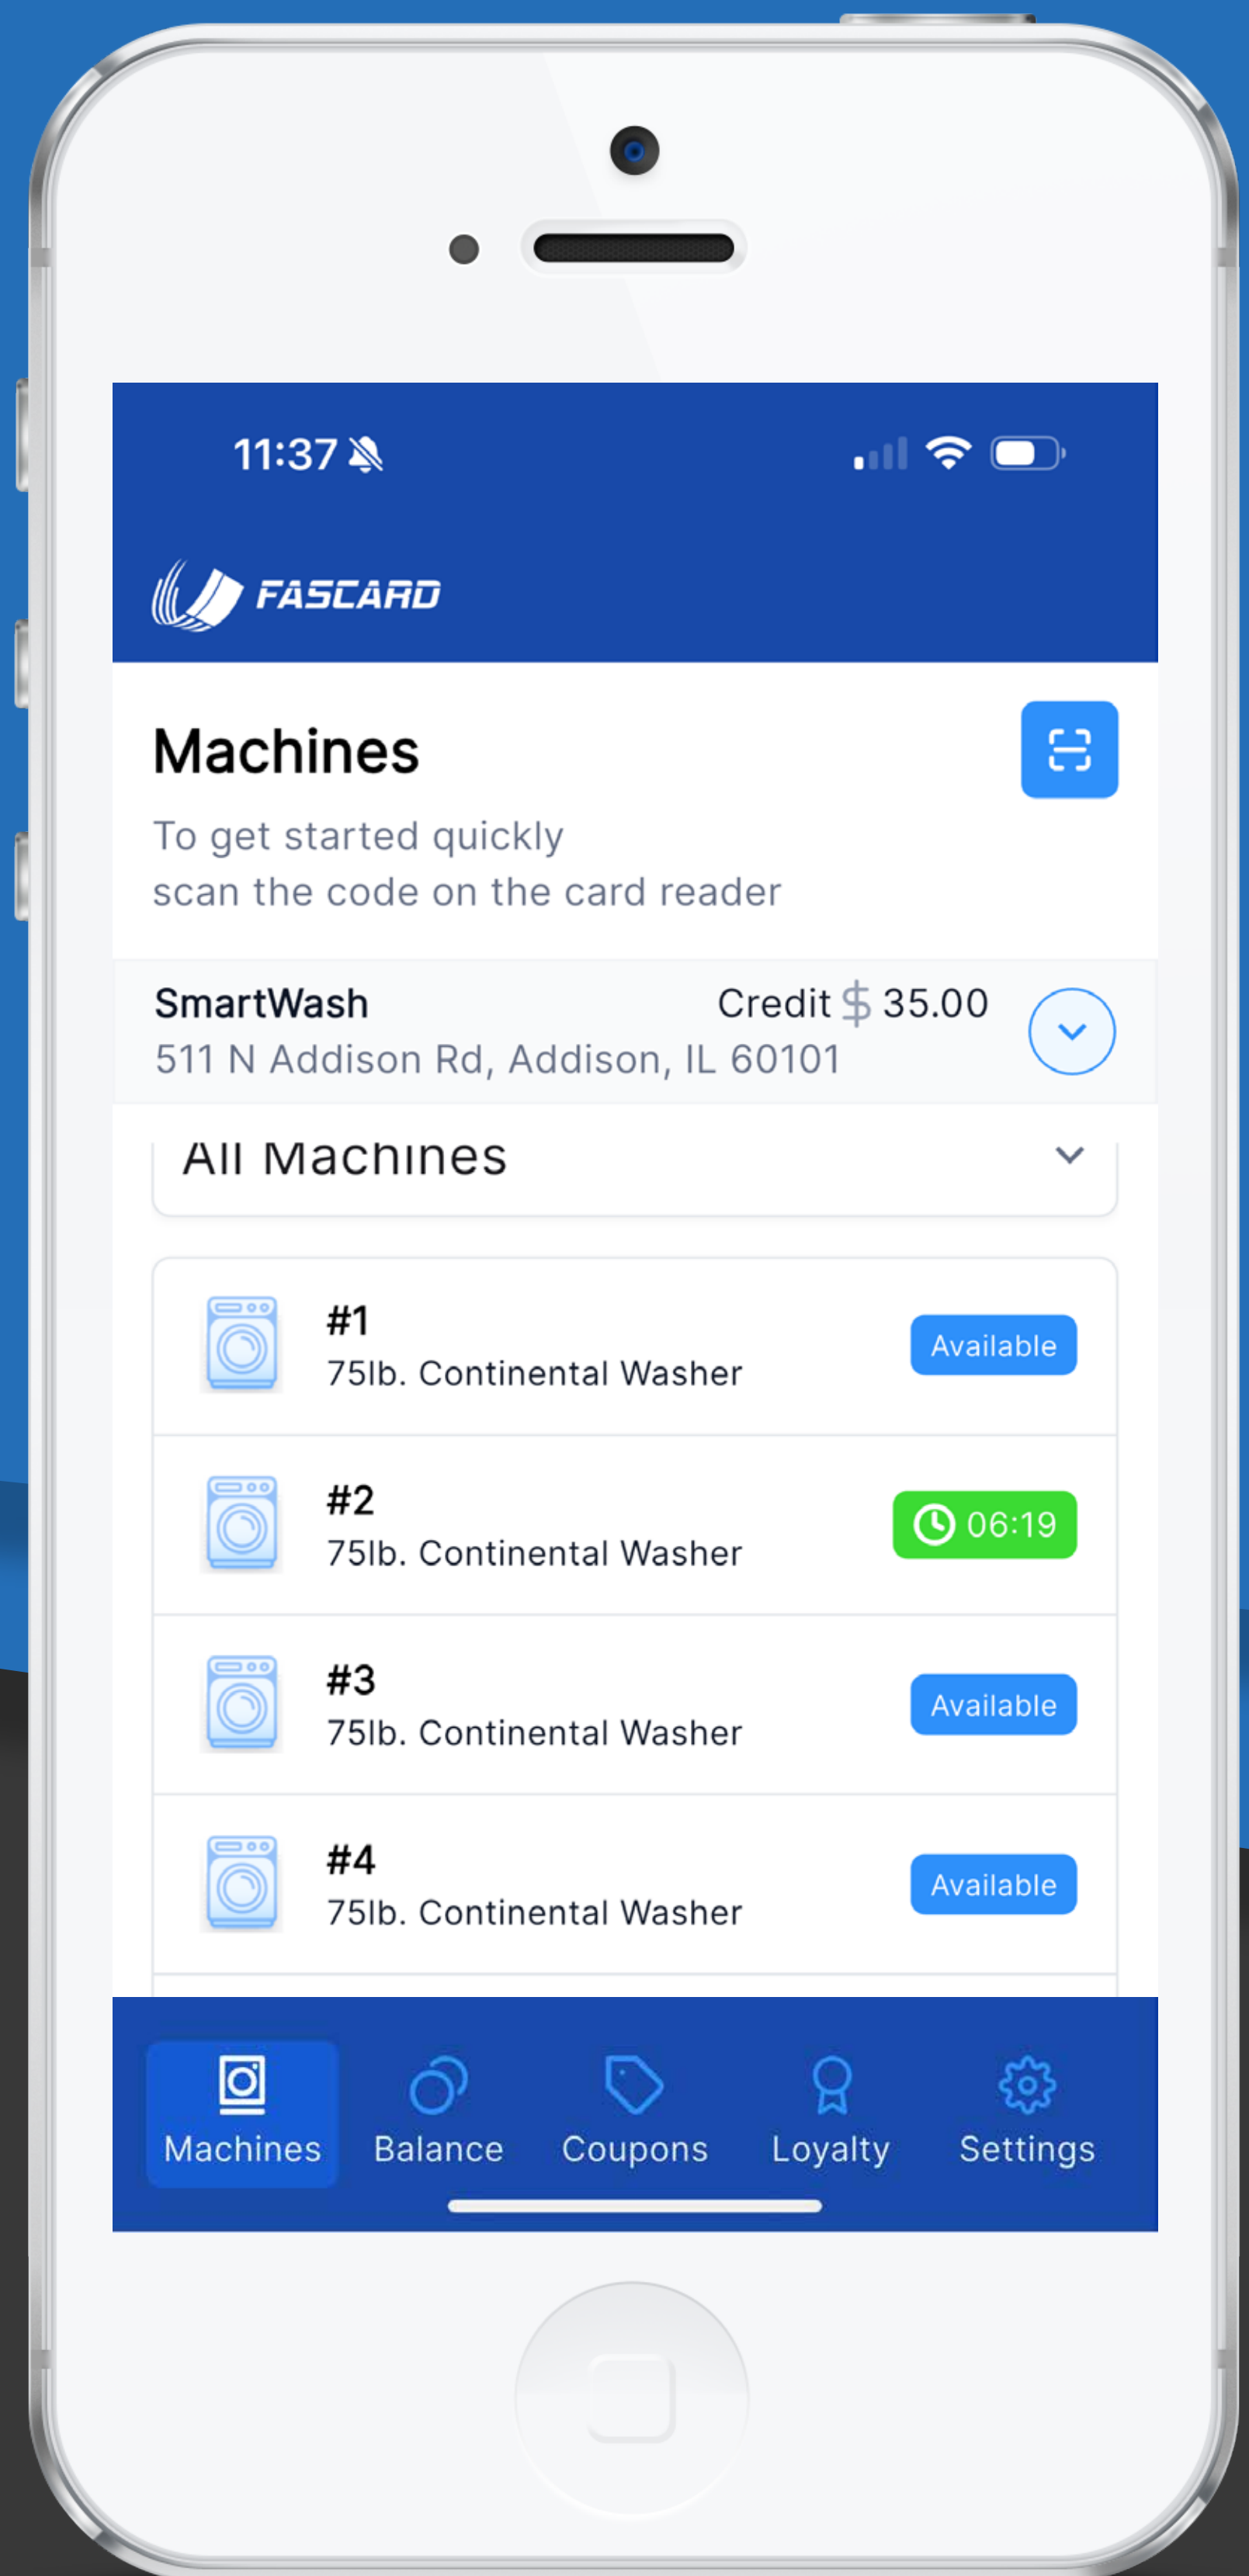 11:37
FASCARD
Machines
To get started quickly
scan the code on the card reader
SmartWash Credit $ 35.00
511 N Addison Rd, Addison, IL 60101
All Machines
#1
75lb. Continental Washer
Available
#2
75lb. Continental Washer
06:19
#3
75lb. Continental Washer
Available
#4
75lb. Continental Washer
Available
Machines Balance Coupons Loyalty Settings